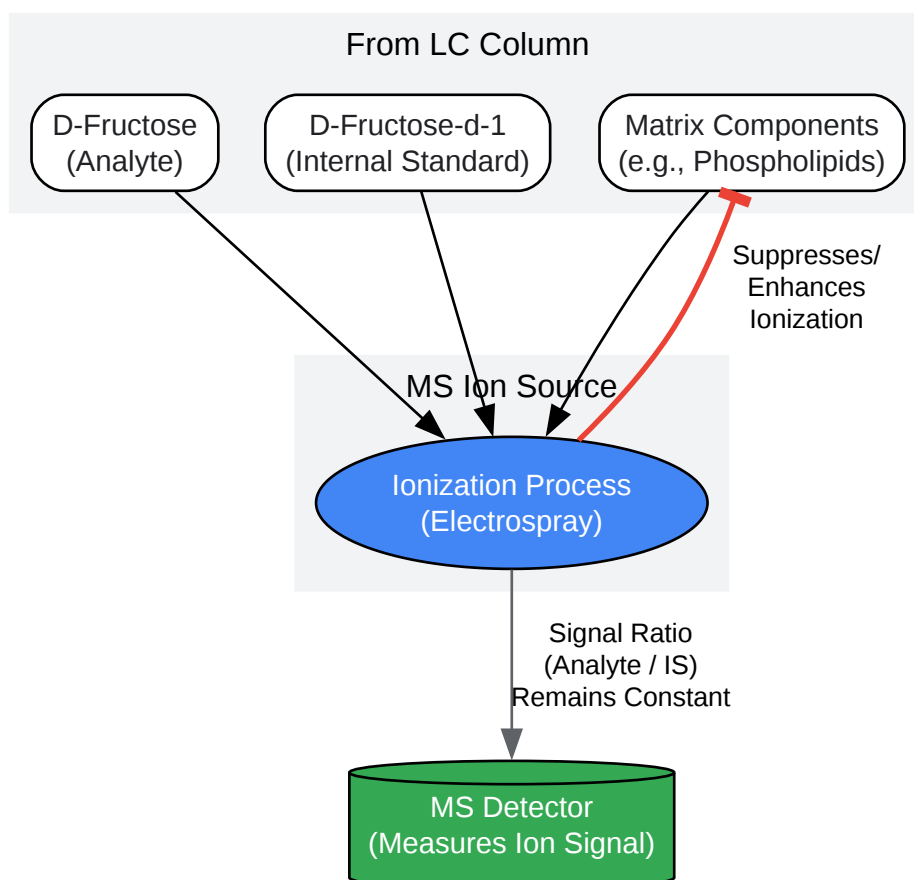 From LC Column
D-Fructose
(Analyte)
D-Fructose-d-1
(Internal Standard)
Matrix Components
(e.g., Phospholipids)
Suppresses/
Enhances
Ionization
MS Ion Source
Ionization Process
(Electrospray)
Signal Ratio
(Analyte / IS)
Remains Constant
MS Detector
(Measures Ion Signal)